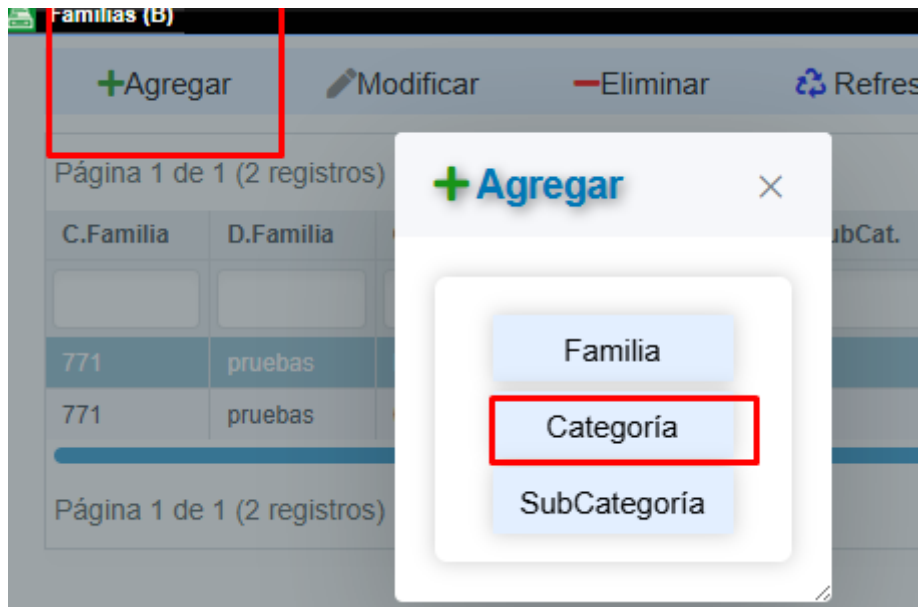 Familias (B)
Agregar Modificar Eliminar Refres
Página 1 de 1 (2 registros)
Agregar
C.Familia D.Familia ubCat.
Familia
771 pruebas
Categoría
771 pruebas
SubCategoría
Página 1 de 1 (2 registros)